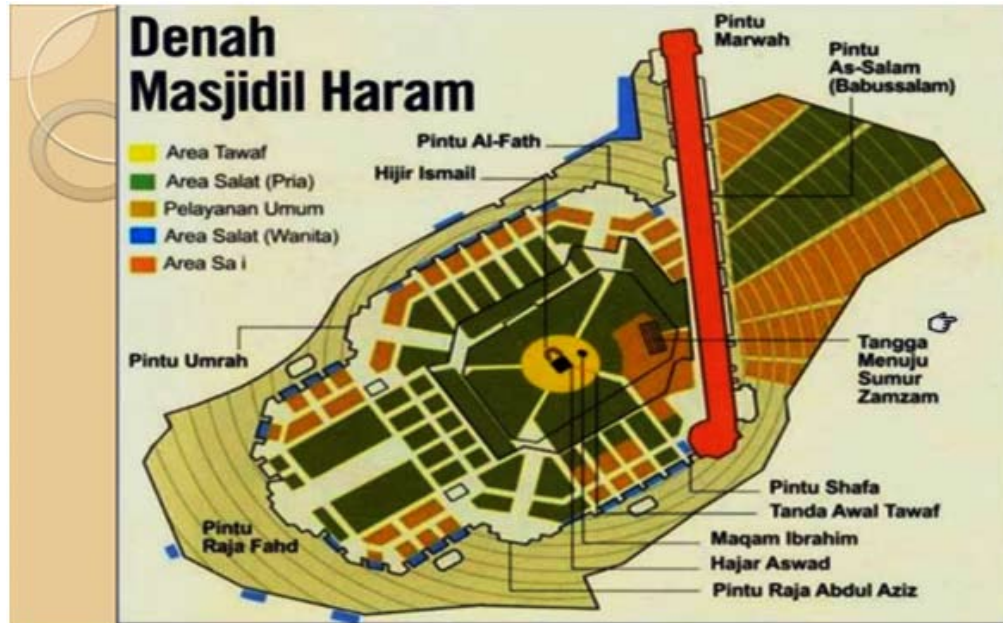 Denah
Masjidil Haram
Area Tawaf
Area Salat (Pria)
Pelayanan Umum
Area Salat (Wanita)
Area Sa i
Pintu
Marwah
Pintu
As-Salam
(Babussalam)
Pintu Al-Fath
Hijir Ismail
Pintu Umrah
Tangga
Menuju
Sumur
Zamzam
Pintu
Raja Fahd
Pintu Shafa
Tanda Awal Tawaf
Maqam Ibrahim
Hajar Aswad
Pintu Raja Abdul Aziz